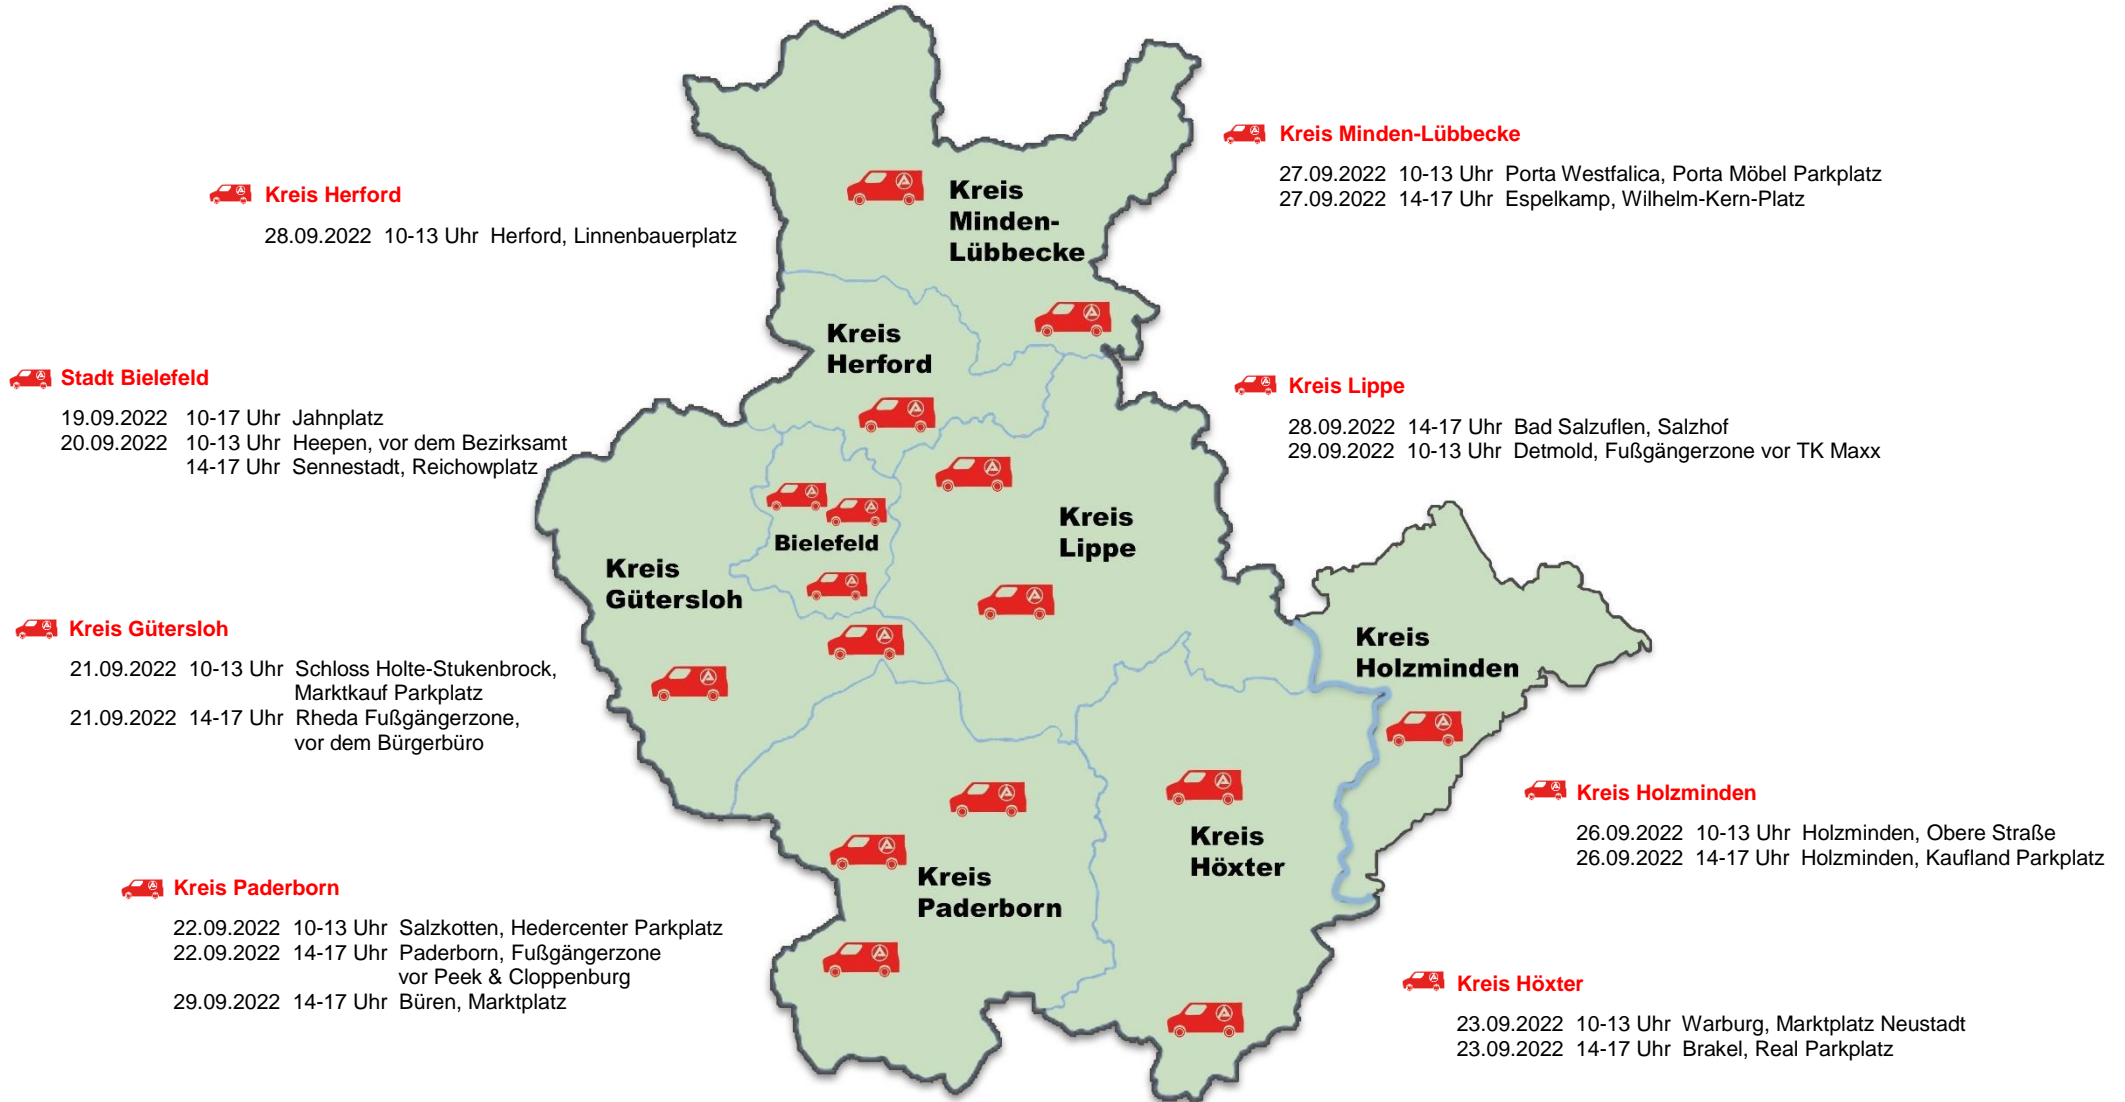 Kreis Minden-Lübbecke
27.09.2022 10-13 Uhr Porta Westfalica, Porta Möbel Parkplatz
27.09.2022 14-17 Uhr Espelkamp, Wilhelm-Kern-Platz
Kreis Herford
28.09.2022 10-13 Uhr Herford, Linnenbauerplatz
Stadt Bielefeld
19.09.2022 10-17 Uhr Jahnplatz
20.09.2022 10-13 Uhr Heepen, vor dem Bezirksamt
14-17 Uhr Sennestadt, Reichowplatz
Kreis Lippe
28.09.2022 14-17 Uhr Bad Salzuflen, Salzhof
29.09.2022 10-13 Uhr Detmold, Fußgängerzone vor TK Maxx
Kreis Gütersloh
21.09.2022 10-13 Uhr Schloss Holte-Stukenbrock,
Marktkauf Parkplatz
21.09.2022 14-17 Uhr Rheda Fußgängerzone,
vor dem Bürgerbüro
Kreis Holzminden
26.09.2022 10-13 Uhr Holzminden, Obere Straße
26.09.2022 14-17 Uhr Holzminden, Kaufland Parkplatz
Kreis Paderborn
22.09.2022 10-13 Uhr Salzkotten, Hedercenter Parkplatz
22.09.2022 14-17 Uhr Paderborn, Fußgängerzone
vor Peek & Cloppenburg
29.09.2022 14-17 Uhr Büren, Marktplatz
Kreis Höxter
23.09.2022 10-13 Uhr Warburg, Marktplatz Neustadt
23.09.2022 14-17 Uhr Brakel, Real Parkplatz
Kreis
Minden-
Lübbecke
Kreis
Herford
Bielefeld
Kreis
Lippe
Kreis
Gütersloh
Kreis
Holzminden
Kreis
Höxter
Kreis
Paderborn